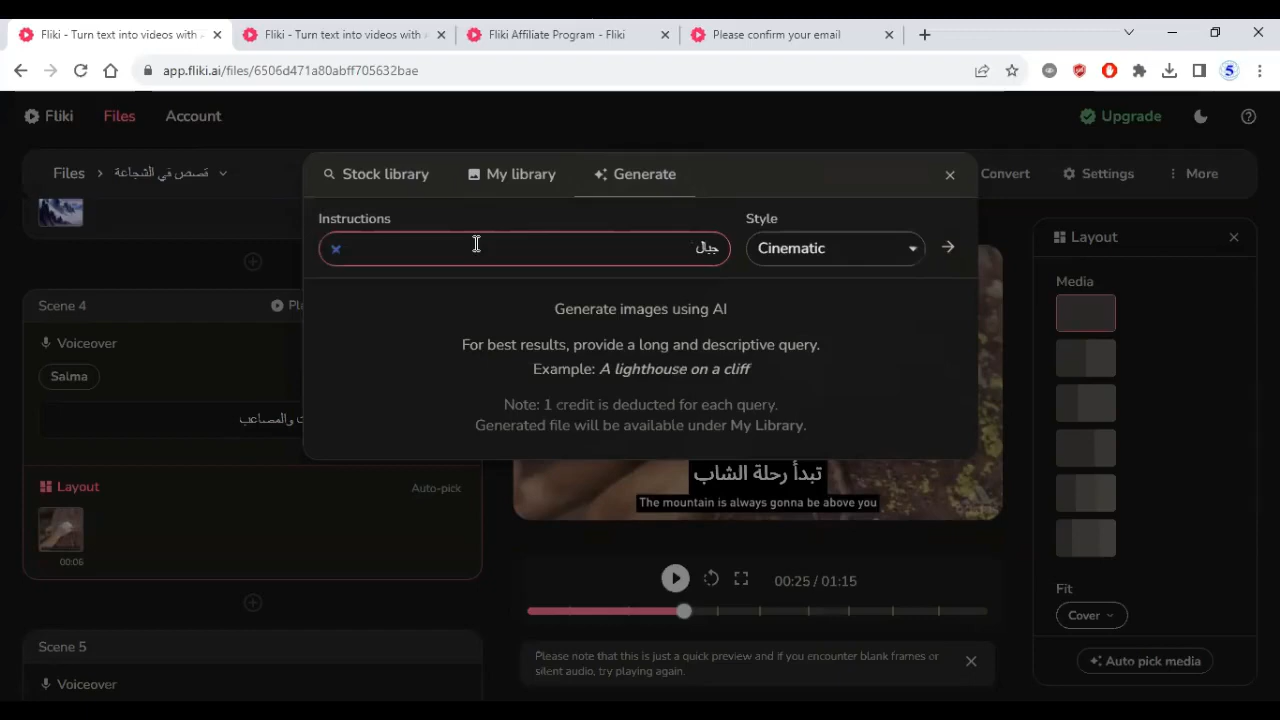 Fliki - Turn text into videos with
Fliki - Turn text into videos with
Fliki Affiliate Program - Fliki
Please confirm your email
app.fliki.ai/files/6506d471a80abff705632bae
5
Fliki
Files
Account
Upgrade
Files
قصص في الشجاعة
Convert
Settings
More
Stock library
My library
Generate
Instructions
Style
جبال
Cinematic
Generate images using AI
For best results, provide a long and descriptive query.
Example: A lighthouse on a cliff
Note: 1 credit is deducted for each query.
Generated file will be available under My Library.
Scene 4
Voiceover
Salma
ت والمصاعب
Layout
Auto-pick
00:06
Scene 5
Voiceover
تبدأ رحلة الشاب
The mountain is always gonna be above you
00:25 / 01:15
Please note that this is just a quick preview and if you encounter blank frames or
silent audio, try playing again.
Layout
Media
Fit
Cover
Auto pick media